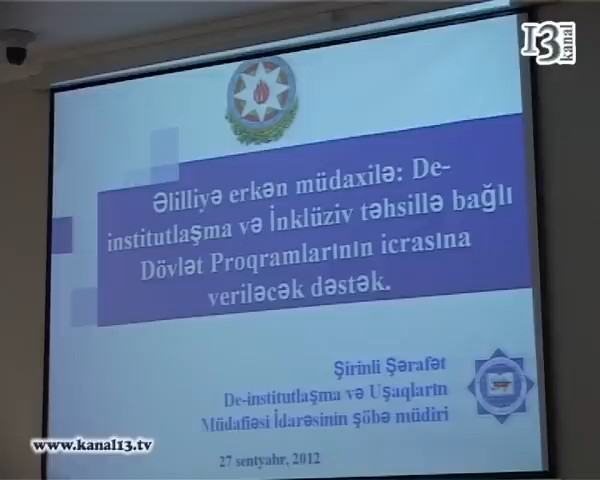 13 kanal
Əlilliyə erkən müdaxilə: De-
institutlaşma və İnklüziv təhsillə bağlı
Dövlət Proqramlarının icrasına
veriləcək dəstək.
Şirinli Şərafət
De-institutlaşma və Uşaqların
Müdafiəsi İdarəsinin şöbə müdiri
27 sentyabr, 2012
www.kanal13.tv